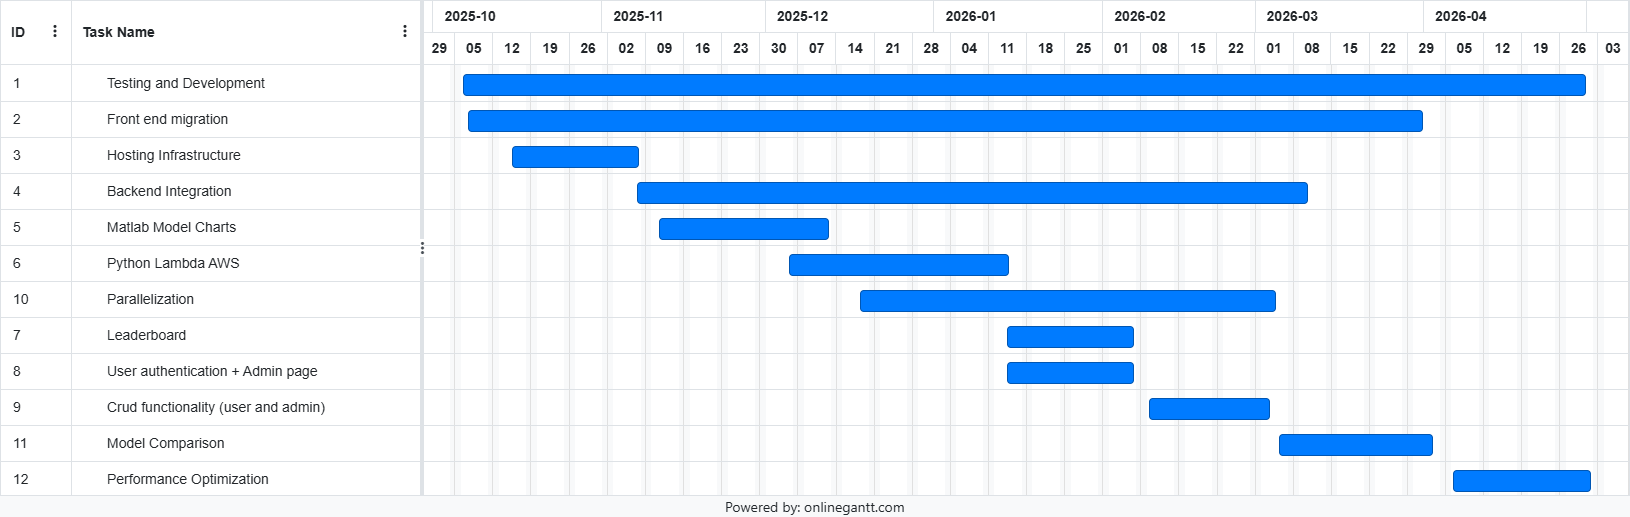 2025-10 2025-11 2025-12 2026-01 2026-02 2026-03 2026-04
ID Task Name
29 05 12 19 26 02 09 16 23 30 07 14 21 28 04 11 18 25 01 08 15 22 01 08 15 22 29 05 12 19 26 03
1 Testing and Development
2 Front end migration
3 Hosting Infrastructure
4 Backend Integration
5 Matlab Model Charts
6 Python Lambda AWS
10 Parallelization
7 Leaderboard
8 User authentication + Admin page
9 Crud functionality (user and admin)
11 Model Comparison
12 Performance Optimization
Powered by: onlinegantt.com